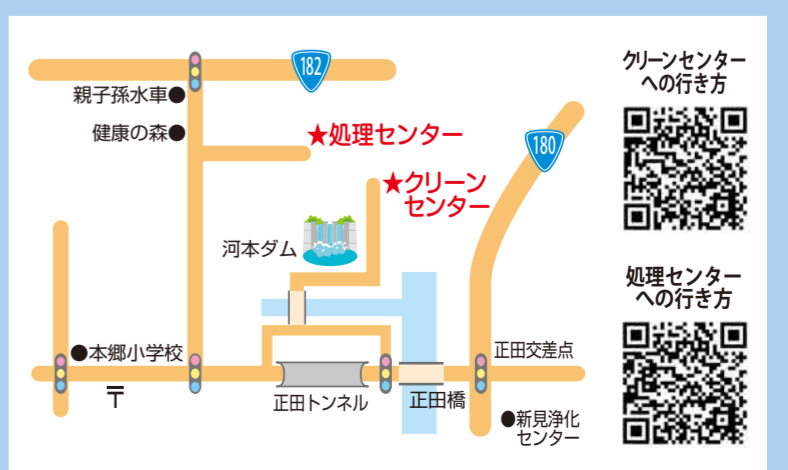 182
親子孫水車●
健康の森●
★処理センター
★クリーン
センター
180
河本ダム
●本郷小学校
〒
正田トンネル
正田橋
正田交差点
●新見浄化
センター
クリーンセンター
への行き方
処理センター
への行き方